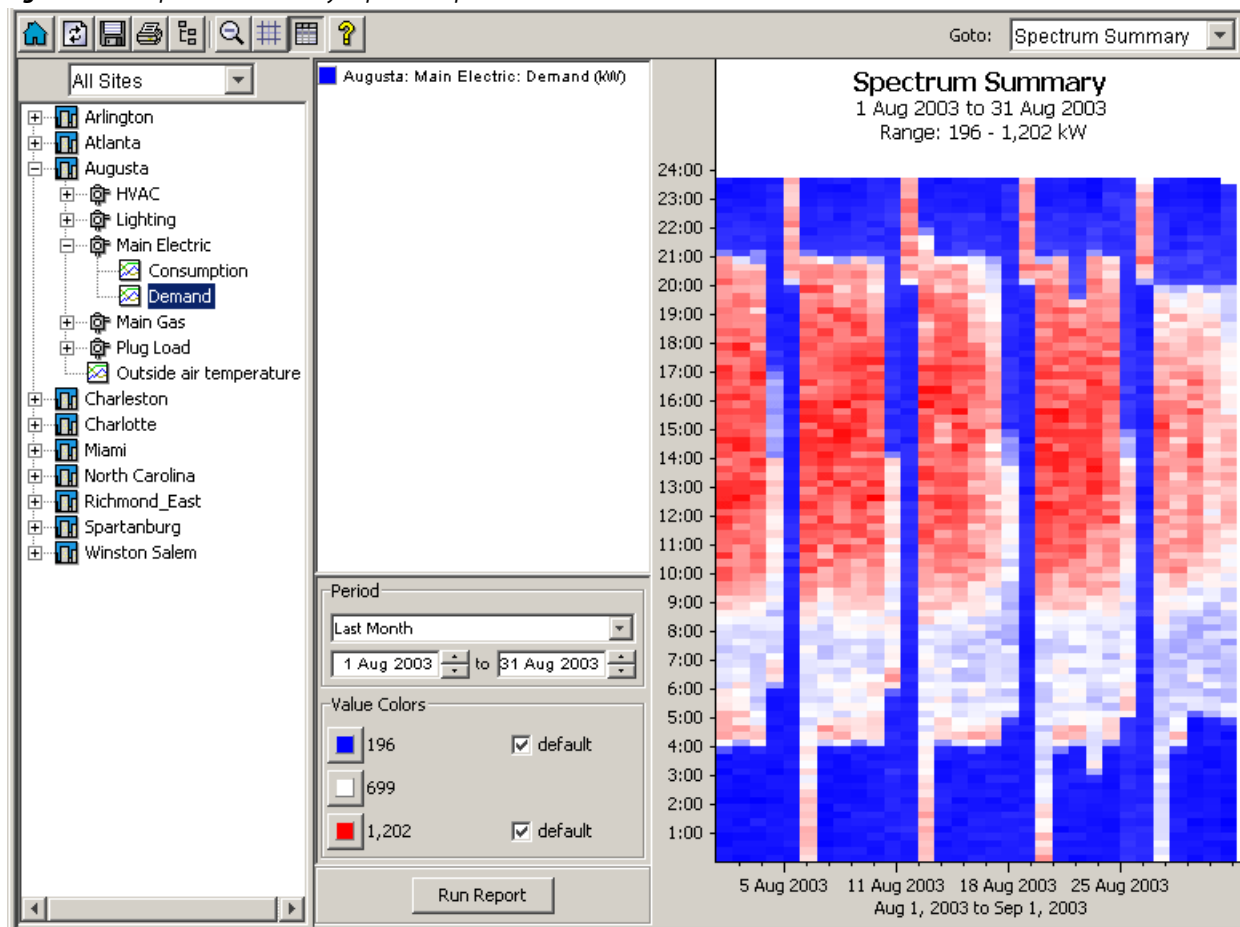 Goto: Spectrum Summary
All Sites
Arlington
Atlanta
Augusta
HVAC
Lighting
Main Electric
Consumption
Demand
Main Gas
Plug Load
Outside air temperature
Charleston
Charlotte
Miami
North Carolina
Richmond_East
Spartanburg
Winston Salem
Augusta: Main Electric: Demand (kW)
Period
Last Month
1 Aug 2003 to 31 Aug 2003
Value Colors
196 default
699
1,202 default
Run Report
Spectrum Summary
1 Aug 2003 to 31 Aug 2003
Range: 196 - 1,202 kW
24:00
23:00
22:00
21:00
20:00
19:00
18:00
17:00
16:00
15:00
14:00
13:00
12:00
11:00
10:00
9:00
8:00
7:00
6:00
5:00
4:00
3:00
2:00
1:00
5 Aug 2003 11 Aug 2003 18 Aug 2003 25 Aug 2003
Aug 1, 2003 to Sep 1, 2003